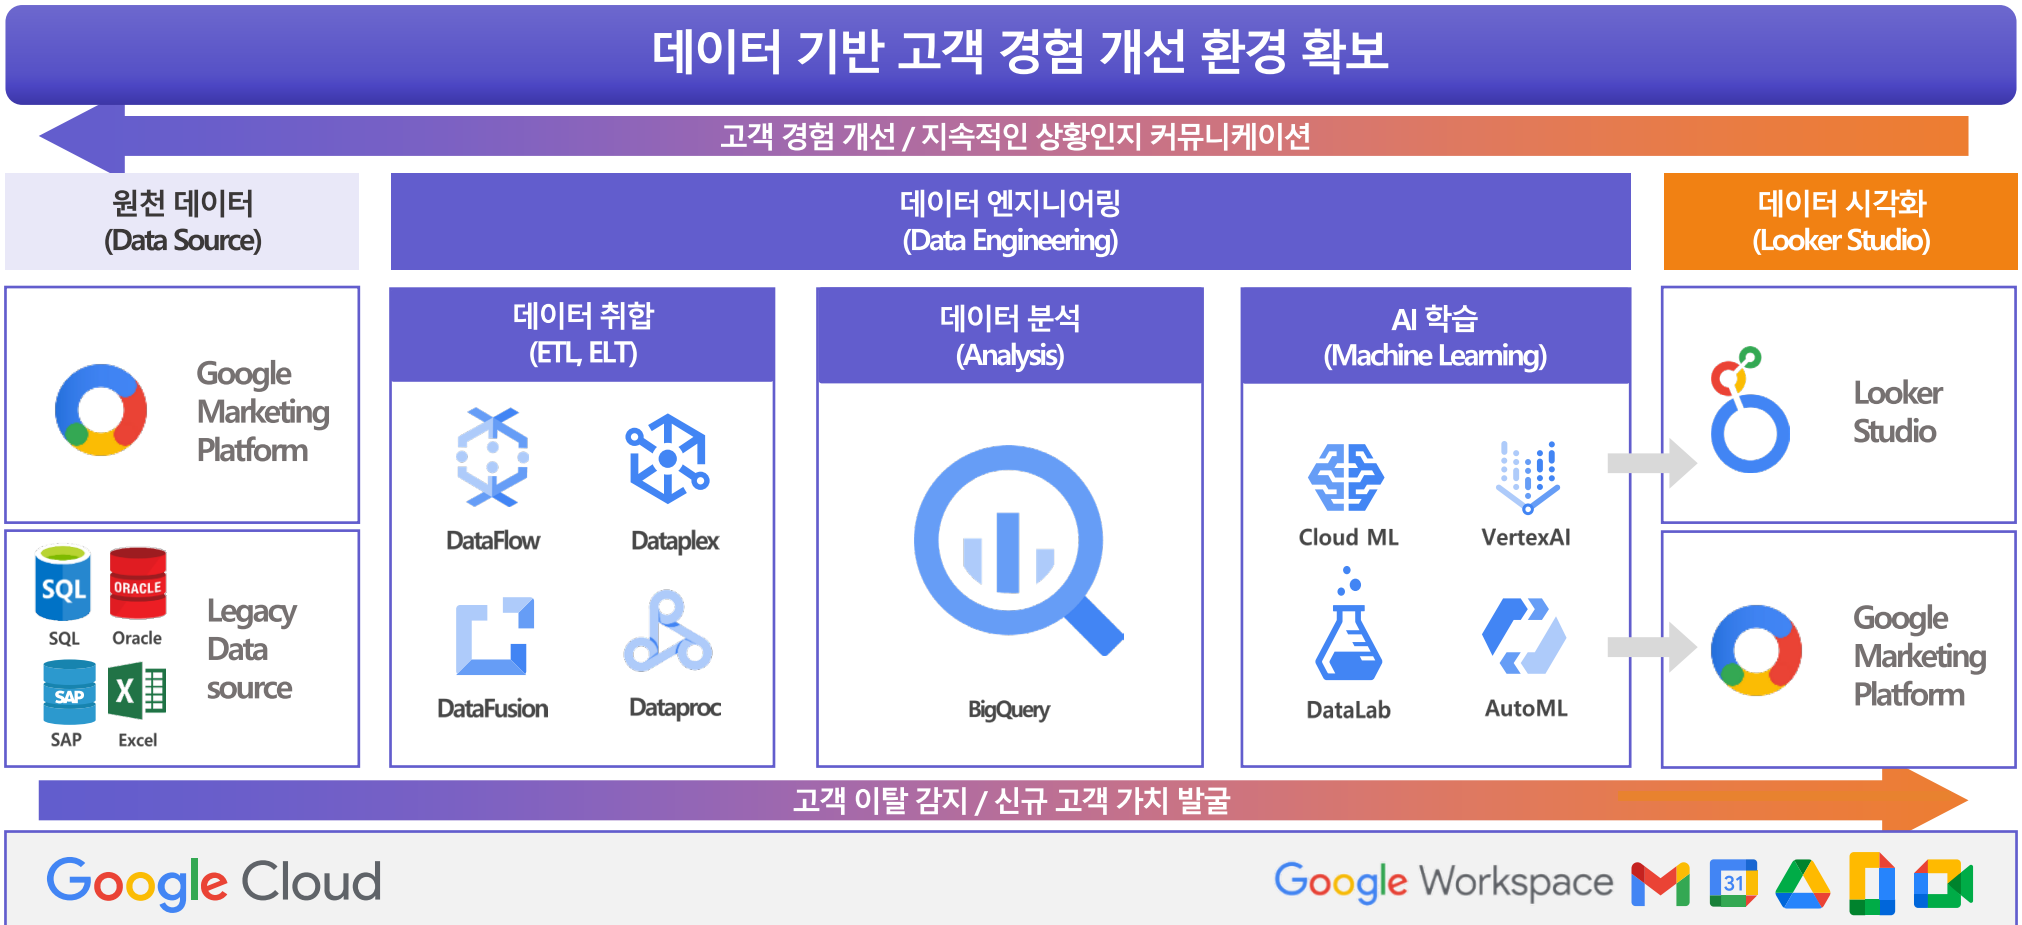 데이터 기반 고객 경험 개선 환경 확보
고객 경험 개선 / 지속적인 상황인지 커뮤니케이션
원천 데이터
(Data Source)
데이터 엔지니어링
(Data Engineering)
데이터 시각화
(Looker Studio)
Google
Marketing
Platform
SQL
ORACLE
SQL
Oracle
SAP
X
SAP
Excel
Legacy
Data
source
데이터 취합
(ETL, ELT)
DataFlow
Dataplex
DataFusion
Dataproc
데이터 분석
(Analysis)
BigQuery
AI 학습
(Machine Learning)
Cloud ML
VertexAI
DataLab
AutoML
Looker
Studio
Google
Marketing
Platform
고객 이탈 감지 / 신규 고객 가치 발굴
Google Cloud
Google Workspace
31